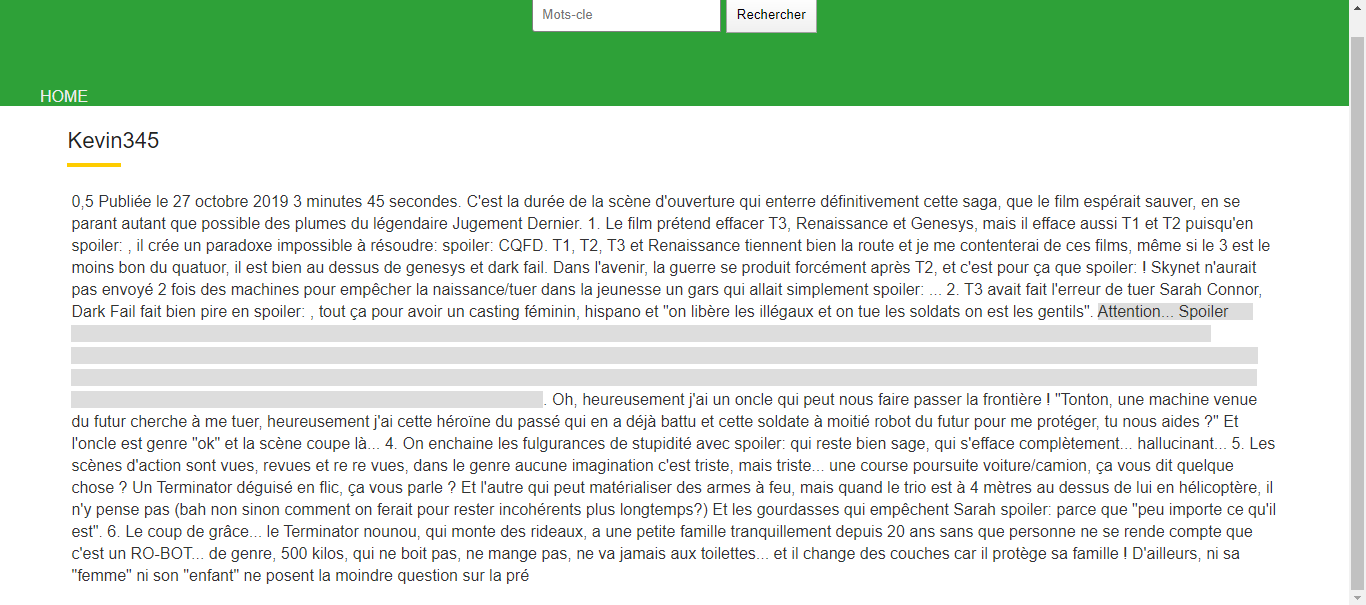 Mots-cle Rechercher
HOME
Kevin345
0,5 Publiée le 27 octobre 2019 3 minutes 45 secondes. C'est la durée de la scène d'ouverture qui enterre définitivement cette saga, que le film espérait sauver, en se
parant autant que possible des plumes du légendaire Jugement Dernier. 1. Le film prétend effacer T3, Renaissance et Genesys, mais il efface aussi T1 et T2 puisqu'en
spoiler: , il crée un paradoxe impossible à résoudre: spoiler: CQFD. T1, T2, T3 et Renaissance tiennent bien la route et je me contenterai de ces films, même si le 3 est le
moins bon du quatuor, il est bien au dessus de genesys et dark fail. Dans l'avenir, la guerre se produit forcément après T2, et c'est pour ça que spoiler: ! Skynet n'aurait
pas envoyé 2 fois des machines pour empêcher la naissance/tuer dans la jeunesse un gars qui allait simplement spoiler: ... 2. T3 avait fait l'erreur de tuer Sarah Connor,
Dark Fail fait bien pire en spoiler: , tout ça pour avoir un casting féminin, hispano et "on libère les illégaux et on tue les soldats on est les gentils". Attention... Spoiler
. Oh, heureusement j'ai un oncle qui peut nous faire passer la frontière ! "Tonton, une machine venue
du futur cherche à me tuer, heureusement j'ai cette héroïne du passé qui en a déjà battu et cette soldate à moitié robot du futur pour me protéger, tu nous aides ?" Et
l'oncle est genre "ok" et la scène coupe là... 4. On enchaine les fulgurances de stupidité avec spoiler: qui reste bien sage, qui s'efface complètement... hallucinant... 5. Les
scènes d'action sont vues, revues et re re vues, dans le genre aucune imagination c'est triste, mais triste... une course poursuite voiture/camion, ça vous dit quelque
chose ? Un Terminator déguisé en flic, ça vous parle ? Et l'autre qui peut matérialiser des armes à feu, mais quand le trio est à 4 mètres au dessus de lui en hélicoptère, il
n'y pense pas (bah non sinon comment on ferait pour rester incohérents plus longtemps?) Et les gourdasses qui empêchent Sarah spoiler: parce que "peu importe ce qu'il
est". 6. Le coup de grâce... le Terminator nounou, qui monte des rideaux, a une petite famille tranquillement depuis 20 ans sans que personne ne se rende compte que
c'est un RO-BOT... de genre, 500 kilos, qui ne boit pas, ne mange pas, ne va jamais aux toilettes... et il change des couches car il protège sa famille ! D'ailleurs, ni sa
"femme" ni son "enfant" ne posent la moindre question sur la pré